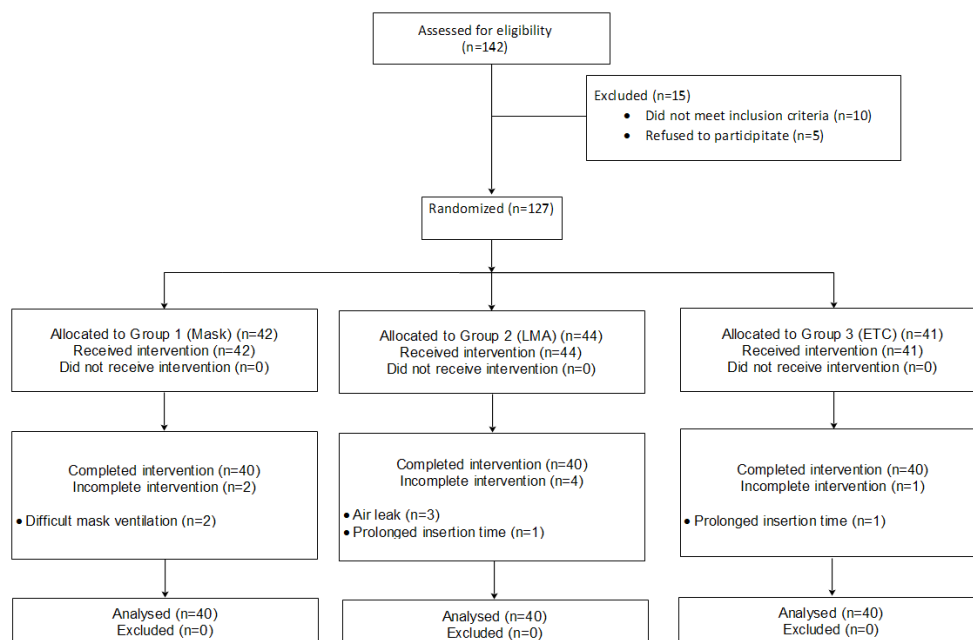 Assessed for eligibility
(n=142)
Excluded (n=15)
• Did not meet inclusion criteria (n=10)
• Refused to participitate (n=5)
Randomized (n=127)
Allocated to Group 1 (Mask) (n=42)
Received intervention (n=42)
Did not receive intervention (n=0)
Allocated to Group 2 (LMA) (n=44)
Received intervention (n=44)
Did not receive intervention (n=0)
Allocated to Group 3 (ETC) (n=41)
Received intervention (n=41)
Did not receive intervention (n=0)
Completed intervention (n=40)
Incomplete intervention (n=2)
• Difficult mask ventilation (n=2)
Completed intervention (n=40)
Incomplete intervention (n=4)
• Air leak (n=3)
• Prolonged insertion time (n=1)
Completed intervention (n=40)
Incomplete intervention (n=1)
• Prolonged insertion time (n=1)
Analysed (n=40)
Excluded (n=0)
Analysed (n=40)
Excluded (n=0)
Analysed (n=40)
Excluded (n=0)